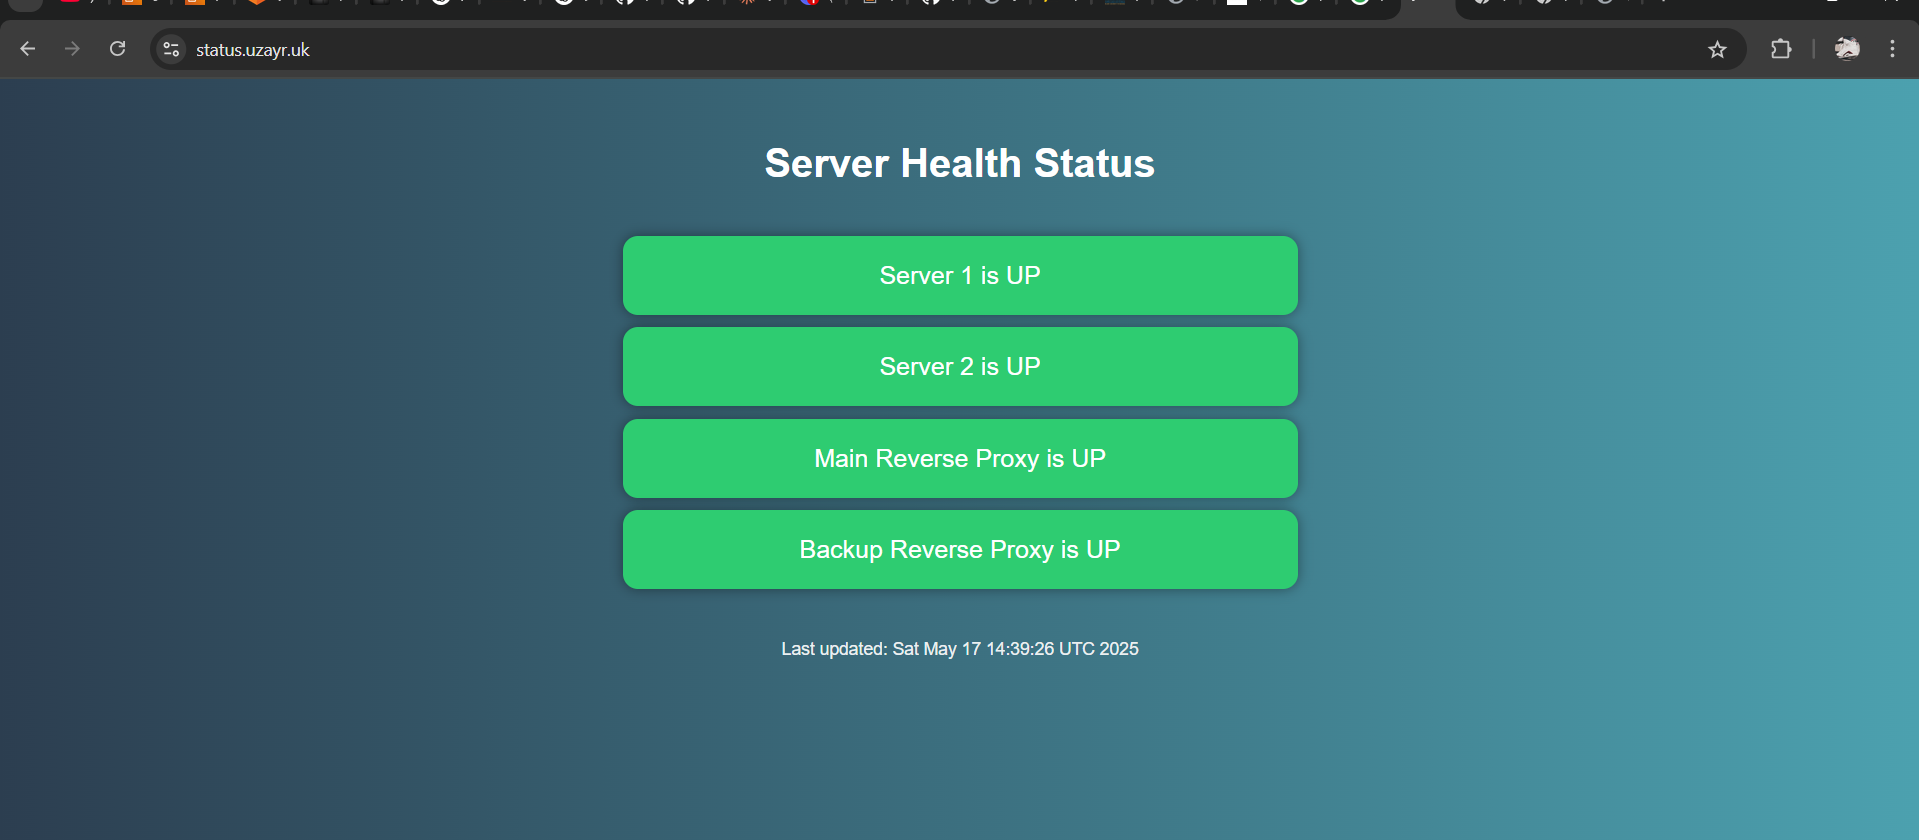 status.uzayr.uk
Server Health Status
Server 1 is UP
Server 2 is UP
Main Reverse Proxy is UP
Backup Reverse Proxy is UP
Last updated: Sat May 17 14:39:26 UTC 2025